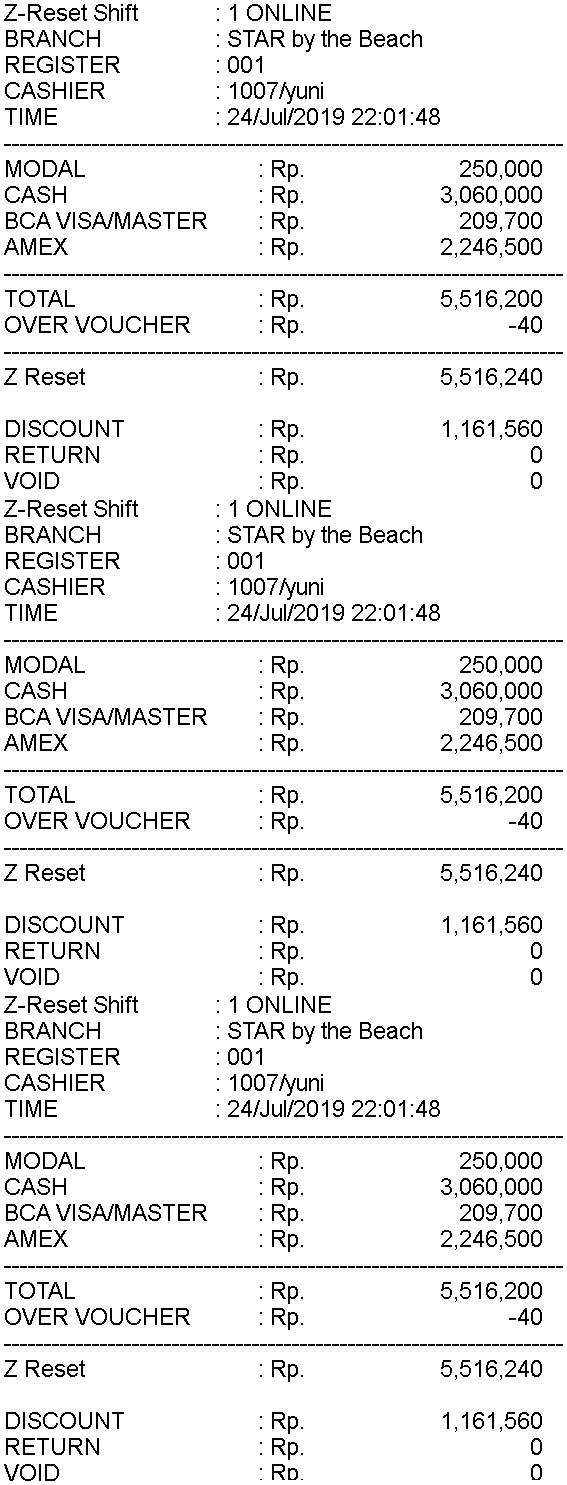 Z-Reset Shift : 1 ONLINE
BRANCH : STAR by the Beach
REGISTER : 001
CASHIER : 1007/yuni
TIME : 24/Jul/2019 22:01:48
----------------------------------------------------------------------
MODAL : Rp. 250,000
CASH : Rp. 3,060,000
BCA VISA/MASTER : Rp. 209,700
AMEX : Rp. 2,246,500
----------------------------------------------------------------------
TOTAL : Rp. 5,516,200
OVER VOUCHER : Rp. -40
----------------------------------------------------------------------
Z Reset : Rp. 5,516,240
DISCOUNT : Rp. 1,161,560
RETURN : Rp. 0
VOID : Rp. 0
Z-Reset Shift : 1 ONLINE
BRANCH : STAR by the Beach
REGISTER : 001
CASHIER : 1007/yuni
TIME : 24/Jul/2019 22:01:48
----------------------------------------------------------------------
MODAL : Rp. 250,000
CASH : Rp. 3,060,000
BCA VISA/MASTER : Rp. 209,700
AMEX : Rp. 2,246,500
----------------------------------------------------------------------
TOTAL : Rp. 5,516,200
OVER VOUCHER : Rp. -40
----------------------------------------------------------------------
Z Reset : Rp. 5,516,240
DISCOUNT : Rp. 1,161,560
RETURN : Rp. 0
VOID : Rp. 0
Z-Reset Shift : 1 ONLINE
BRANCH : STAR by the Beach
REGISTER : 001
CASHIER : 1007/yuni
TIME : 24/Jul/2019 22:01:48
----------------------------------------------------------------------
MODAL : Rp. 250,000
CASH : Rp. 3,060,000
BCA VISA/MASTER : Rp. 209,700
AMEX : Rp. 2,246,500
----------------------------------------------------------------------
TOTAL : Rp. 5,516,200
OVER VOUCHER : Rp. -40
----------------------------------------------------------------------
Z Reset : Rp. 5,516,240
DISCOUNT : Rp. 1,161,560
RETURN : Rp. 0
VOID : Rp. 0